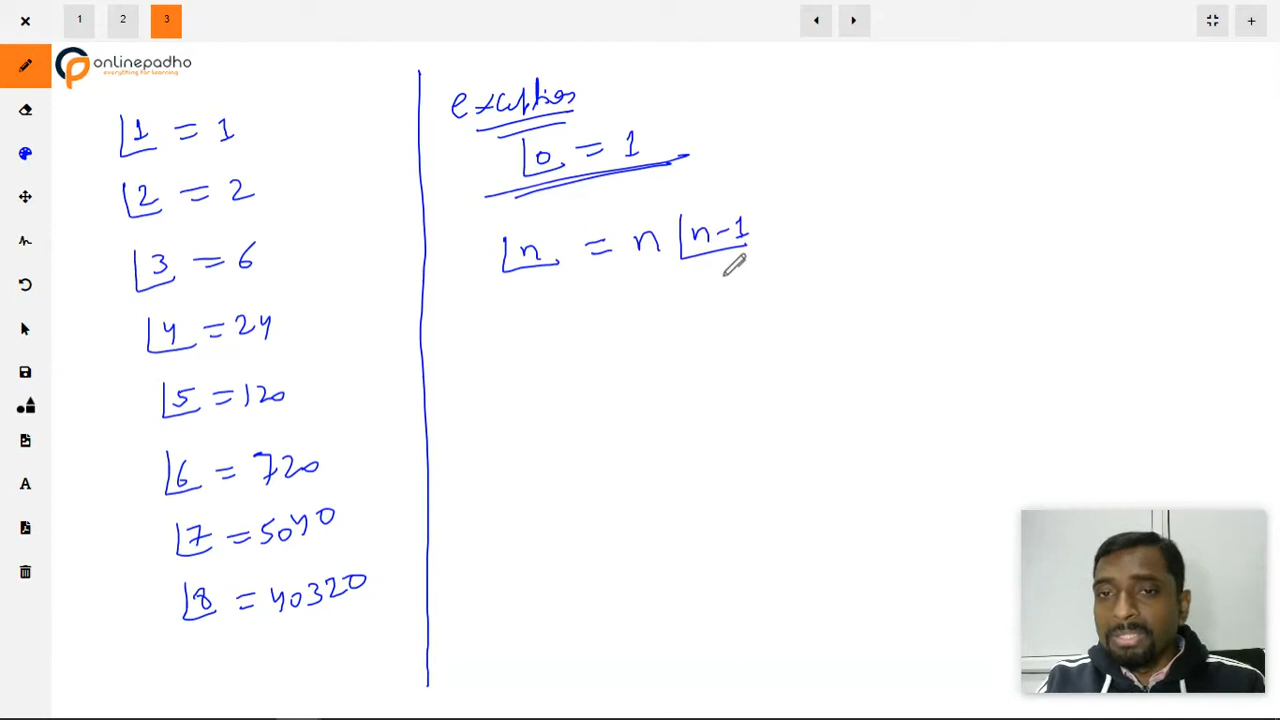 1 2 3
onlinepadho
everything for learning
⌊1 = 1
⌊2 = 2
⌊3 = 6
⌊4 = 24
⌊5 = 120
⌊6 = 720
⌊7 = 5040
⌊8 = 40320
exception
⌊0 = 1
⌊n = n ⌊n-1
A